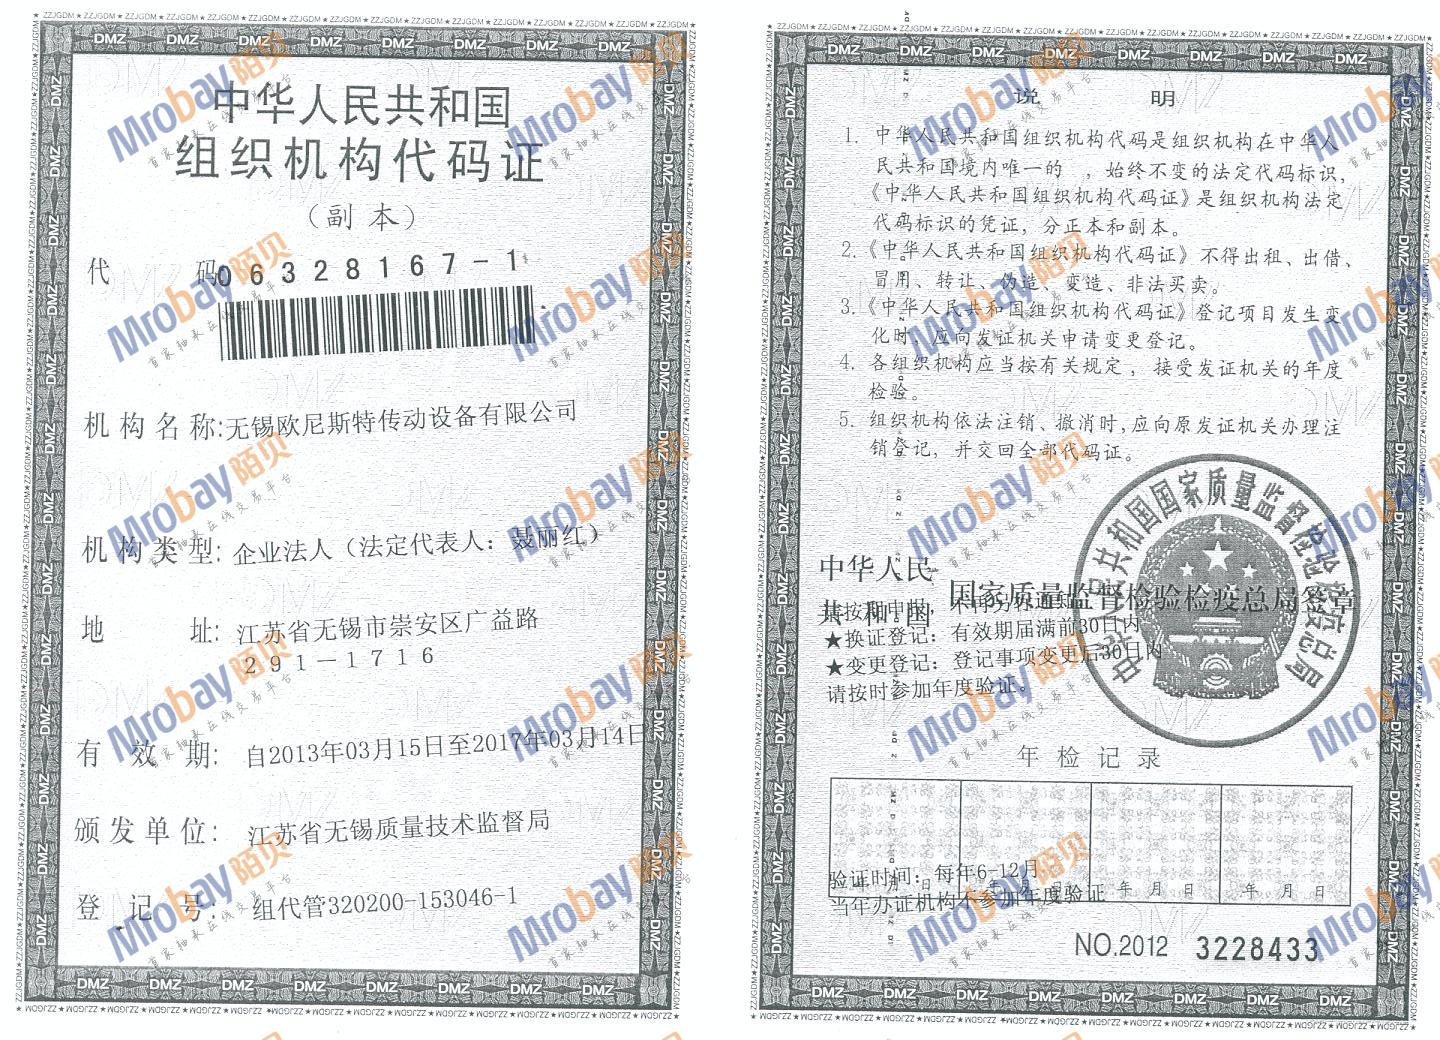 中华人民共和国
组织机构代码证
（副本）
代 码 06328167-1
机构名称: 无锡欧尼斯特传动设备有限公司
机构类型: 企业法人（法定代表人: 聂丽红）
地 址: 江苏省无锡市崇安区广益路
291-1716
有 效 期: 自2013年03月15日至2017年03月14日
颁发单位: 江苏省无锡质量技术监督局
登 记 号: 组代管320200-153046-1
说 明
1. 中华人民共和国组织机构代码是组织机构在中华人
民共和国境内唯一的 ，始终不变的法定代码标识，
《中华人民共和国组织机构代码证》是组织机构法定
代码标识的凭证，分正本和副本。
2.《中华人民共和国组织机构代码证》不得出租、出借、
冒用、转让、伪造、变造、非法买卖。
3.《中华人民共和国组织机构代码证》登记项目发生变
化时，应向发证机关申请变更登记。
4. 各组织机构应当按有关规定，接受发证机关的年度
检验。
5. 组织机构依法注销、撤消时，应向原发证机关办理注
销登记，并交回全部代码证。
中华人民
共和国
国家质量监督检验检疫总局签章
★换证登记：有效期届满前30日内
★变更登记：登记事项变更后30日内
请按时参加年度验证。
年检记录
验证时间：每年6-12月
当年办证机构不参加年度验证
年 月 日
年 月 日
NO.2012 3228433
DMZ
ZZJGDM
Mrobay陌贝
首家轴承在线交易平台